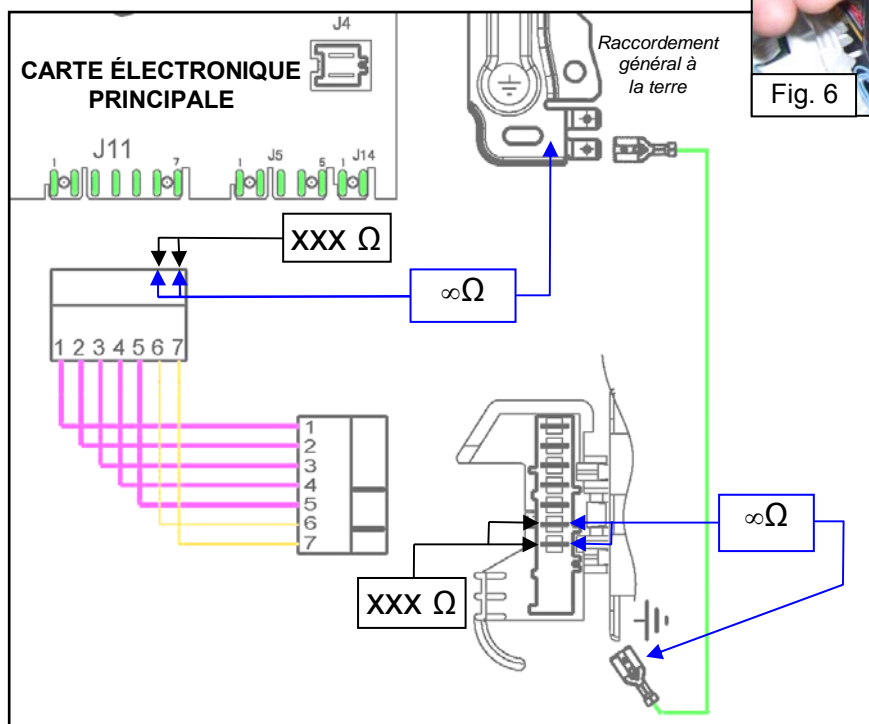 J4
CARTE ÉLECTRONIQUE
PRINCIPALE
Raccordement
général à
la terre
Fig. 6
J11
J5
J14
1
7
1
5
1
xxx Ω
∞Ω
1 2 3 4 5 6 7
1
2
3
4
5
6
7
∞Ω
xxx Ω